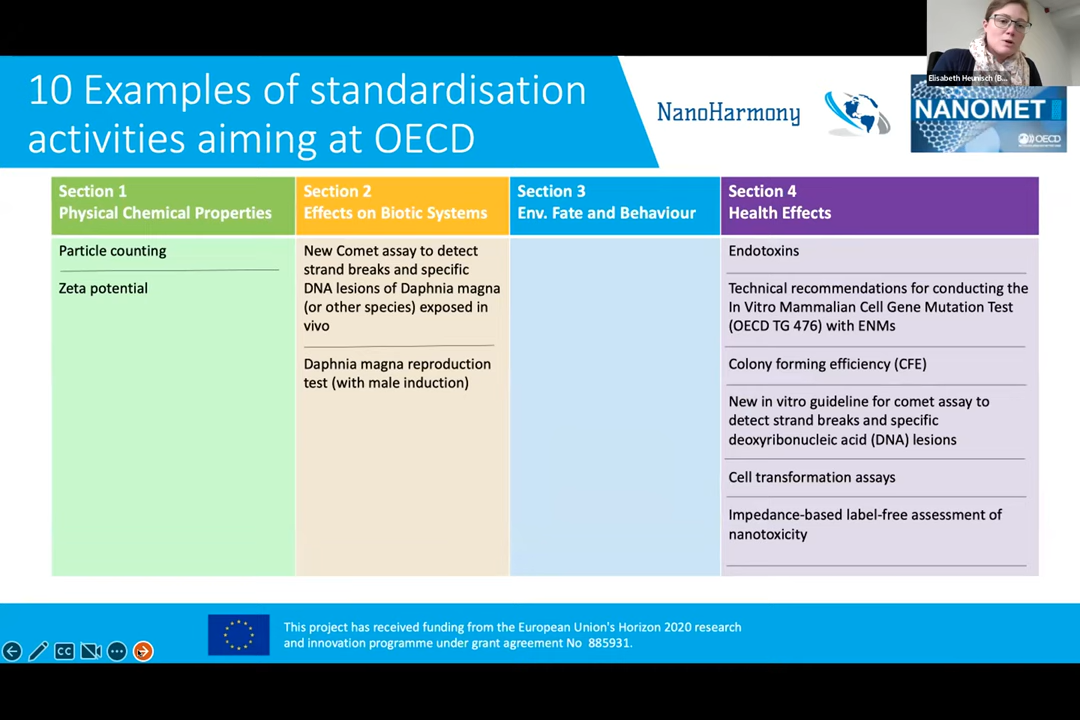 Elisabeth Heunisch (B...
10 Examples of standardisation
activities aiming at OECD
NanoHarmony
NANOMET
OECD
Section 1
Physical Chemical Properties
Section 2
Effects on Biotic Systems
Section 3
Env. Fate and Behaviour
Section 4
Health Effects
Particle counting
Zeta potential
New Comet assay to detect
strand breaks and specific
DNA lesions of Daphnia magna
(or other species) exposed in
vivo
Daphnia magna reproduction
test (with male induction)
Endotoxins
Technical recommendations for conducting the
In Vitro Mammalian Cell Gene Mutation Test
(OECD TG 476) with ENMs
Colony forming efficiency (CFE)
New in vitro guideline for comet assay to
detect strand breaks and specific
deoxyribonucleic acid (DNA) lesions
Cell transformation assays
Impedance-based label-free assessment of
nanotoxicity
This project has received funding from the European Union's Horizon 2020 research
and innovation programme under grant agreement No 885931.
CC